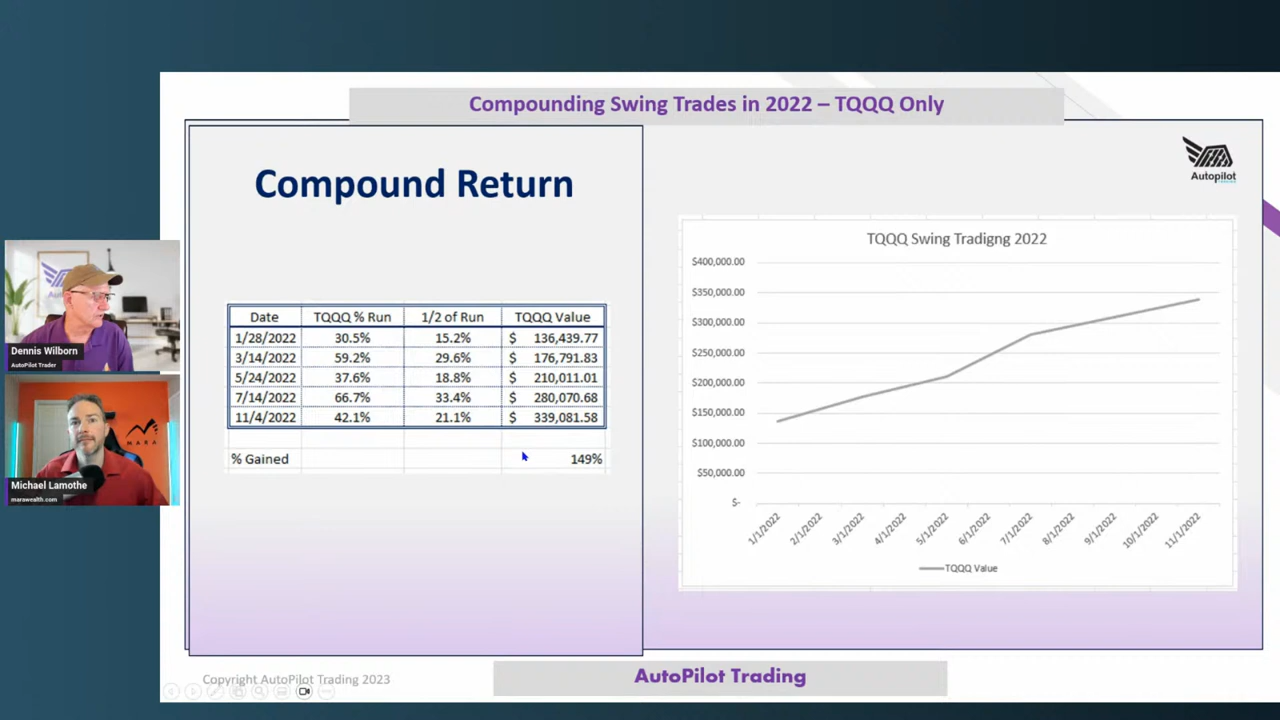 Compounding Swing Trades in 2022 – TQQQ Only
Compound Return
Autopilot
TRADING
Date TQQQ % Run 1/2 of Run TQQQ Value
1/28/2022 30.5% 15.2% $ 136,439.77
3/14/2022 59.2% 29.6% $ 176,791.83
5/24/2022 37.6% 18.8% $ 210,011.01
7/14/2022 66.7% 33.4% $ 280,070.68
11/4/2022 42.1% 21.1% $ 339,081.58
% Gained 149%
TQQQ Swing Tradigng 2022
$400,000.00
$350,000.00
$300,000.00
$250,000.00
$200,000.00
$150,000.00
$100,000.00
$50,000.00
$-
1/1/2022 2/1/2022 3/1/2022 4/1/2022 5/1/2022 6/1/2022 7/1/2022 8/1/2022 9/1/2022 10/1/2022 11/1/2022
TQQQ Value
Dennis Wilborn
AutoPilot Trader
MARA
Michael Lamothe
marawealth.com
Copyright AutoPilot Trading 2023
AutoPilot Trading